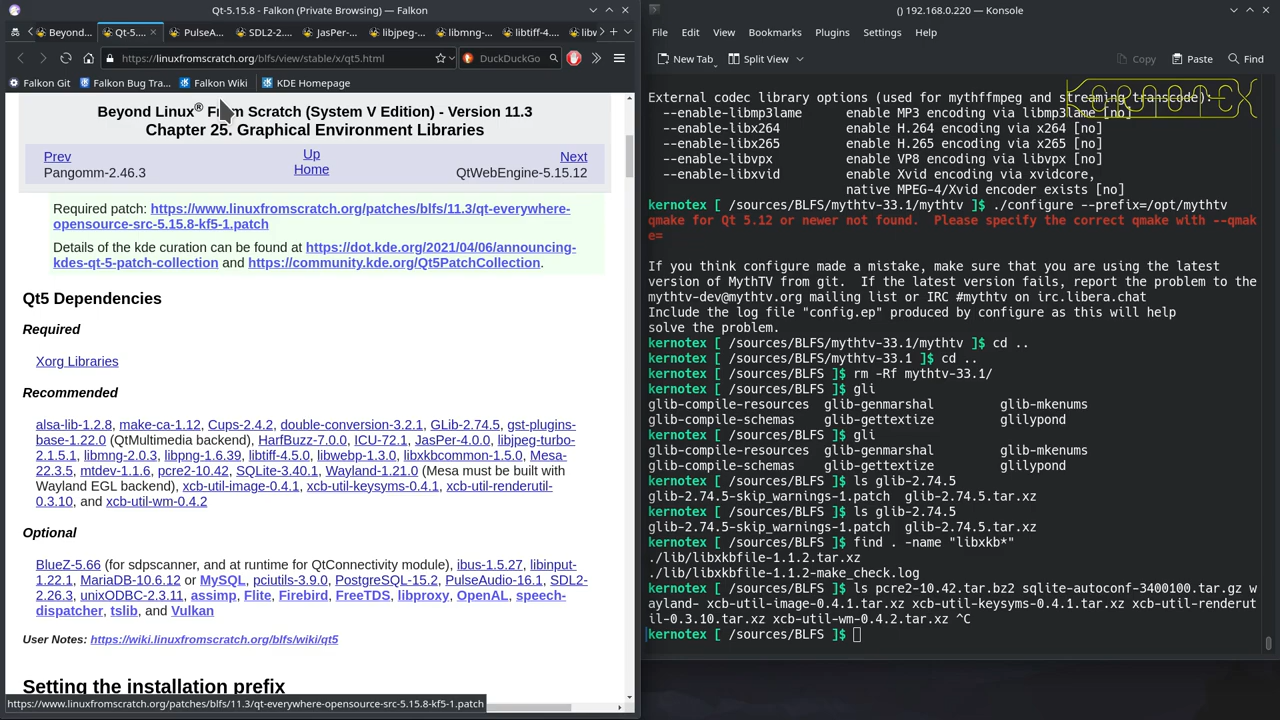 Qt-5.15.8 - Falkon (Private Browsing) — Falkon
Beyond...
Qt-5....
PulseA...
SDL2-2...
JasPer-...
libjpeg-...
libmng-...
libtiff-4....
https://linuxfromscratch.org/blfs/view/stable/x/qt5.html
DuckDuckGo
Falkon Git
Falkon Bug Tra...
Falkon Wiki
KDE Homepage
Beyond Linux® From Scratch (System V Edition) - Version 11.3
Chapter 25. Graphical Environment Libraries
Prev
Up
Next
Pangomm-2.46.3
Home
QtWebEngine-5.15.12
Required patch: https://www.linuxfromscratch.org/patches/blfs/11.3/qt-everywhere-
opensource-src-5.15.8-kf5-1.patch
Details of the kde curation can be found at https://dot.kde.org/2021/04/06/announcing-
kdes-qt-5-patch-collection and https://community.kde.org/Qt5PatchCollection.
Qt5 Dependencies
Required
Xorg Libraries
Recommended
alsa-lib-1.2.8, make-ca-1.12, Cups-2.4.2, double-conversion-3.2.1, GLib-2.74.5, gst-plugins-
base-1.22.0 (QtMultimedia backend), HarfBuzz-7.0.0, ICU-72.1, JasPer-4.0.0, libjpeg-turbo-
2.1.5.1, libmng-2.0.3, libpng-1.6.39, libtiff-4.5.0, libwebp-1.3.0, libxkbcommon-1.5.0, Mesa-
22.3.5, mtdev-1.1.6, pcre2-10.42, SQLite-3.40.1, Wayland-1.21.0 (Mesa must be built with
Wayland EGL backend), xcb-util-image-0.4.1, xcb-util-keysyms-0.4.1, xcb-util-renderutil-
0.3.10, and xcb-util-wm-0.4.2
Optional
BlueZ-5.66 (for sdpscanner, and at runtime for QtConnectivity module), ibus-1.5.27, libinput-
1.22.1, MariaDB-10.6.12 or MySQL, pciutils-3.9.0, PostgreSQL-15.2, PulseAudio-16.1, SDL2-
2.26.3, unixODBC-2.3.11, assimp, Flite, Firebird, FreeTDS, libproxy, OpenAL, speech-
dispatcher, tslib, and Vulkan
User Notes: https://wiki.linuxfromscratch.org/blfs/wiki/qt5
Setting the installation prefix
https://www.linuxfromscratch.org/patches/blfs/11.3/qt-everywhere-opensource-src-5.15.8-kf5-1.patch
() 192.168.0.220 — Konsole
File Edit View Bookmarks Plugins Settings Help
New Tab
Split View
Copy
Paste
Find
External codec library options (used for mythffmpeg and streaming transcode):
--enable-libmp3lame enable MP3 encoding via libmp3lame [no]
--enable-libx264 enable H.264 encoding via x264 [no]
--enable-libx265 enable H.265 encoding via x265 [no]
--enable-libvpx enable VP8 encoding via libvpx [no]
--enable-libxvid enable Xvid encoding via xvidcore,
native MPEG-4/Xvid encoder exists [no]
kernotex [ /sources/BLFS/mythtv-33.1/mythtv ]$ ./configure --prefix=/opt/mythtv
qmake for Qt 5.12 or newer not found.  Please specify the correct qmake with --qmak
e=
If you think configure made a mistake, make sure that you are using the latest
version of MythTV from git.  If the latest version fails, report the problem to the
mythtv-dev@mythtv.org mailing list or IRC #mythtv on irc.libera.chat
Include the log file "config.ep" produced by configure as this will help
solve the problem.
kernotex [ /sources/BLFS/mythtv-33.1/mythtv ]$ cd ..
kernotex [ /sources/BLFS/mythtv-33.1 ]$ cd ..
kernotex [ /sources/BLFS ]$ rm -Rf mythtv-33.1/
kernotex [ /sources/BLFS ]$ gli
glib-compile-resources glib-genmarshal glib-mkenums
glib-compile-schemas glib-gettextize glilypond
kernotex [ /sources/BLFS ]$ gli
glib-compile-resources glib-genmarshal glib-mkenums
glib-compile-schemas glib-gettextize glilypond
kernotex [ /sources/BLFS ]$ ls glib-2.74.5
glib-2.74.5-skip_warnings-1.patch glib-2.74.5.tar.xz
kernotex [ /sources/BLFS ]$ ls glib-2.74.5
glib-2.74.5-skip_warnings-1.patch glib-2.74.5.tar.xz
kernotex [ /sources/BLFS ]$ find . -name "libxkb*"
./lib/libxkbfile-1.1.2.tar.xz
./lib/libxkbfile-1.1.2-make_check.log
kernotex [ /sources/BLFS ]$ ls pcre2-10.42.tar.bz2 sqlite-autoconf-3400100.tar.gz w
ayland- xcb-util-image-0.4.1.tar.xz xcb-util-keysyms-0.4.1.tar.xz xcb-util-renderut
il-0.3.10.tar.xz xcb-util-wm-0.4.2.tar.xz ^C
kernotex [ /sources/BLFS ]$